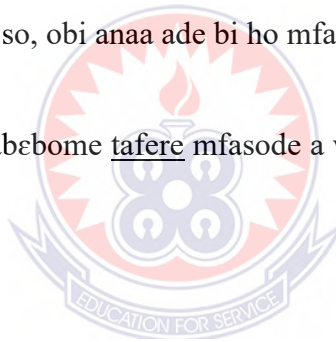 so, obi anaa ade bi ho mfa
bɛbome tafere mfasode a
EDUCATION FOR SERVICE